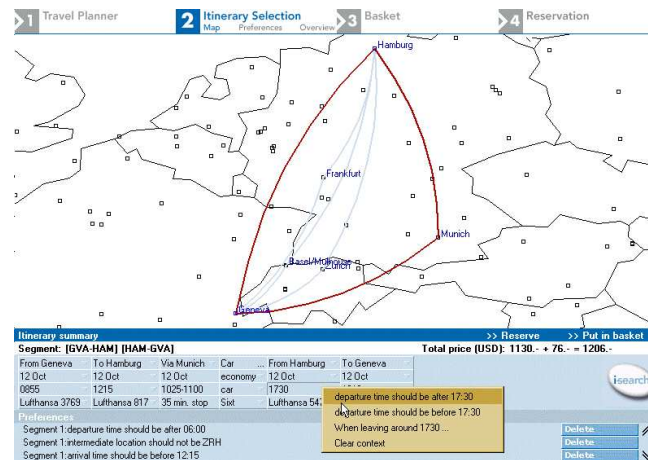 1 Travel Planner
2 Itinerary Selection
Map Preferences Overview
3 Basket
4 Reservation
Hamburg
Frankfurt
Munich
Basel/Mulhouse
Zurich
Geneva
Itinerary summary >> Reserve >> Put in basket
Segment: [GVA-HAM] [HAM-GVA] Total price (USD): 1130.- + 76.- = 1206.-
From Geneva To Hamburg Via Munich Car ... From Hamburg To Geneva
12 Oct 12 Oct 12 Oct economy 12 Oct 12 Oct
0855 1215 1025-1100 car 1730
Lufthansa 3769 Lufthansa 817 35 min. stop Sixt Lufthansa
isearch
departure time should be after 17:30
departure time should be before 17:30
When leaving around 1730 ...
Clear context
Preferences
Segment 1:departure time should be after 06:00 Delete
Segment 1:intermediate location should not be ZRH Delete
Segment 1:arrival time should be before 12:15 Delete